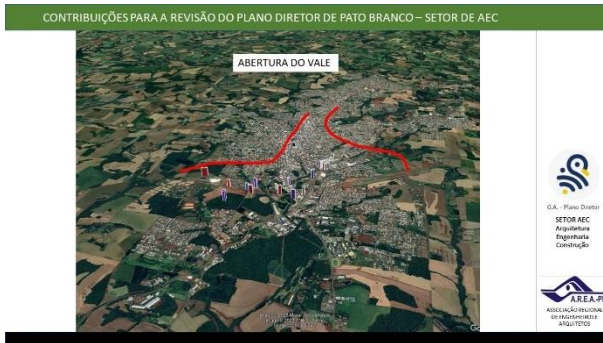 CONTRIBUIÇÕES PARA A REVISÃO DO PLANO DIRETOR DE PATO BRANCO – SETOR DE AEC
ABERTURA DO VALE
G.A. - Plano Diretor
SETOR AEC
Arquitetura
Engenharia
Construção
A.R.E.A.-PB
ASSOCIAÇÃO REGIONAL
DE ENGENHEIROS E
ARQUITETOS